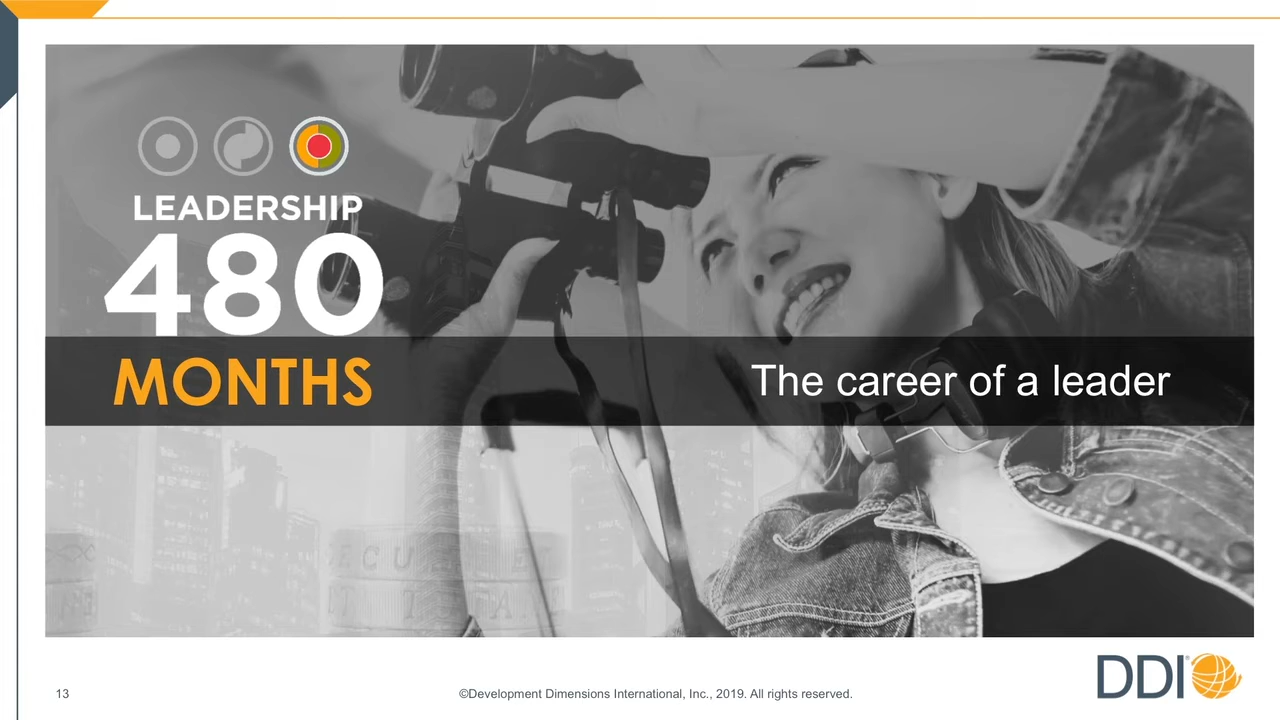 LEADERSHIP
480
MONTHS
The career of a leader
13
©Development Dimensions International, Inc., 2019. All rights reserved.
DDI®